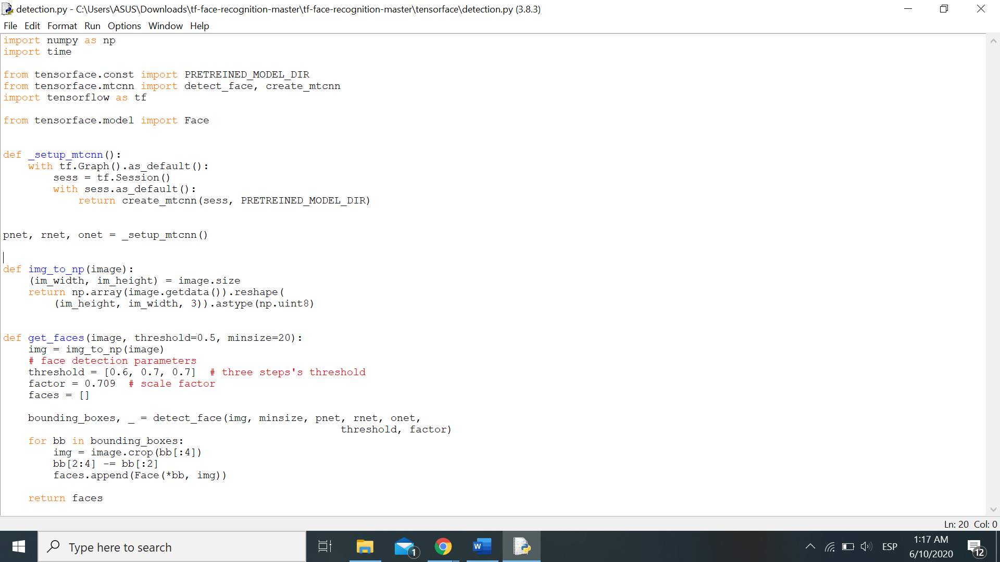 detection.py - C:\Users\ASUS\Downloads\tf-face-recognition-master\tf-face-recognition-master\tensorface\detection.py (3.8.3)
File Edit Format Run Options Window Help
import numpy as np
import time

from tensorface.const import PRETREINED_MODEL_DIR
from tensorface.mtcnn import detect_face, create_mtcnn
import tensorflow as tf

from tensorface.model import Face


def _setup_mtcnn():
    with tf.Graph().as_default():
        sess = tf.Session()
        with sess.as_default():
            return create_mtcnn(sess, PRETREINED_MODEL_DIR)


pnet, rnet, onet = _setup_mtcnn()


def img_to_np(image):
    (im_width, im_height) = image.size
    return np.array(image.getdata()).reshape(
        (im_height, im_width, 3)).astype(np.uint8)


def get_faces(image, threshold=0.5, minsize=20):
    img = img_to_np(image)
    # face detection parameters
    threshold = [0.6, 0.7, 0.7]  # three steps's threshold
    factor = 0.709  # scale factor
    faces = []

    bounding_boxes, _ = detect_face(img, minsize, pnet, rnet, onet,
                                                      threshold, factor)
    for bb in bounding_boxes:
        img = image.crop(bb[:4])
        bb[2:4] -= bb[:2]
        faces.append(Face(*bb, img))

    return faces
Ln: 20 Col: 0
Type here to search
1
W
ESP
1:17 AM
6/10/2020
12